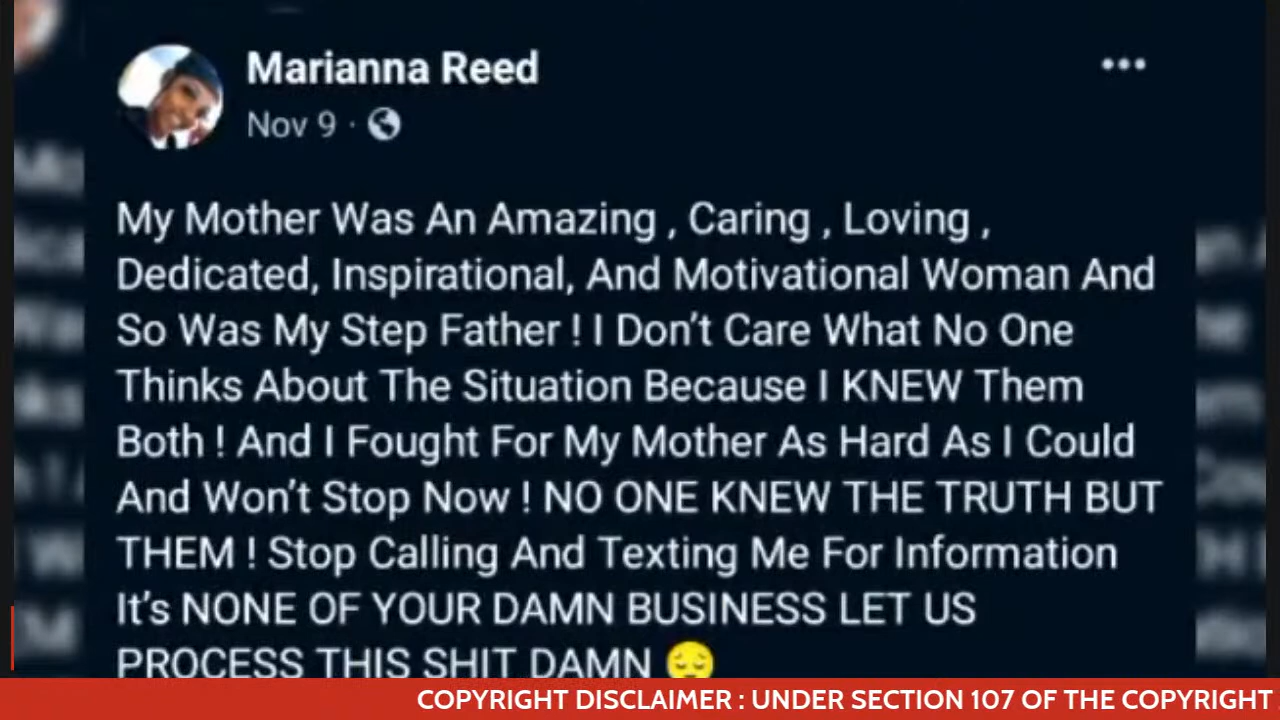 Marianna Reed
Nov 9 ·
My Mother Was An Amazing , Caring , Loving ,
Dedicated, Inspirational, And Motivational Woman And
So Was My Step Father ! I Don't Care What No One
Thinks About The Situation Because I KNEW Them
Both ! And I Fought For My Mother As Hard As I Could
And Won't Stop Now ! NO ONE KNEW THE TRUTH BUT
THEM ! Stop Calling And Texting Me For Information
It's NONE OF YOUR DAMN BUSINESS LET US
PROCESS THIS SHIT DAMN 😔
COPYRIGHT DISCLAIMER : UNDER SECTION 107 OF THE COPYRIGHT